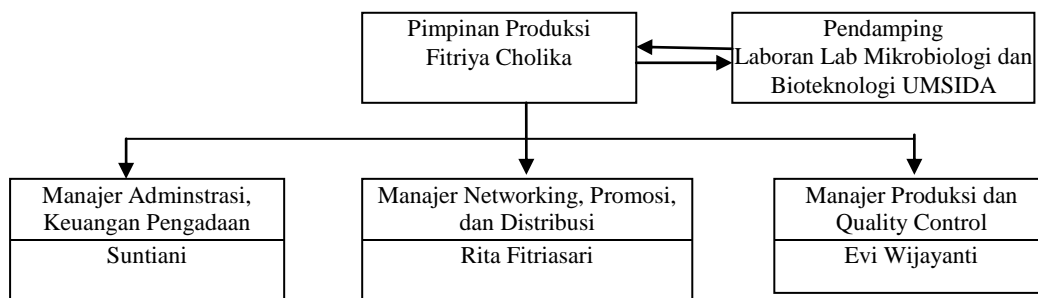 Pimpinan Produksi
Fitriya Cholika
Pendamping
Laboran Lab Mikrobiologi dan
Bioteknologi UMSIDA
Manajer Adminstrasi,
Keuangan Pengadaan
Suntiani
Manajer Networking, Promosi,
dan Distribusi
Rita Fitriasari
Manajer Produksi dan
Quality Control
Evi Wijayanti